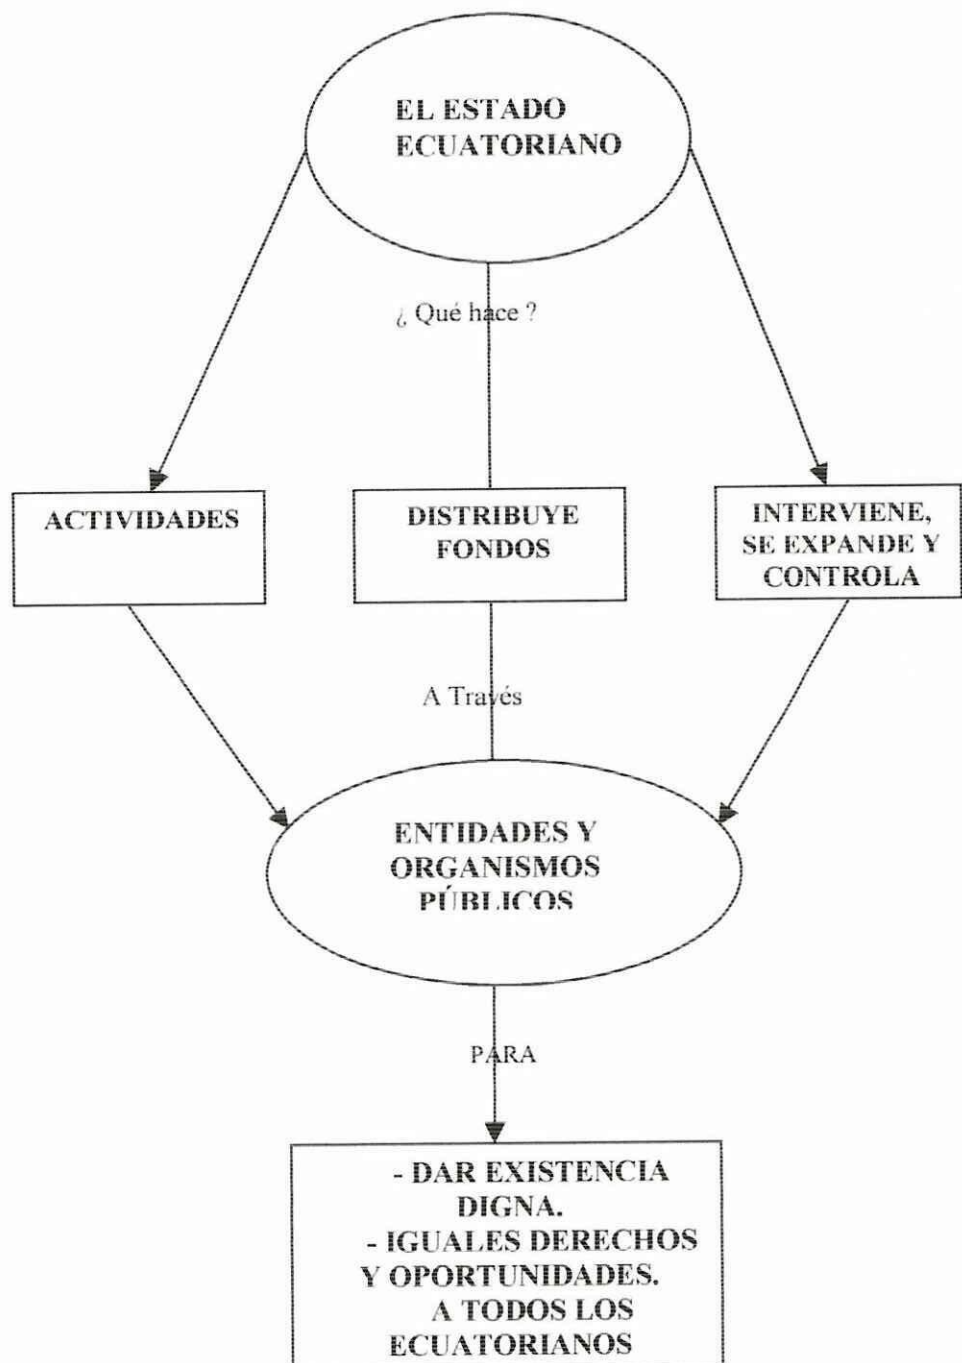 EL ESTADO
ECUATORIANO
¿ Qué hace ?
ACTIVIDADES
DISTRIBUYE
FONDOS
INTERVIENE,
SE EXPANDE Y
CONTROLA
A Través
ENTIDADES Y
ORGANISMOS
PÚBLICOS
PARA
- DAR EXISTENCIA
DIGNA.
- IGUALES DERECHOS
Y OPORTUNIDADES.
A TODOS LOS
ECUATORIANOS